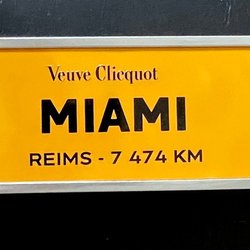 Veuve Clicquot
MIAMI
REIMS - 7 474 KM